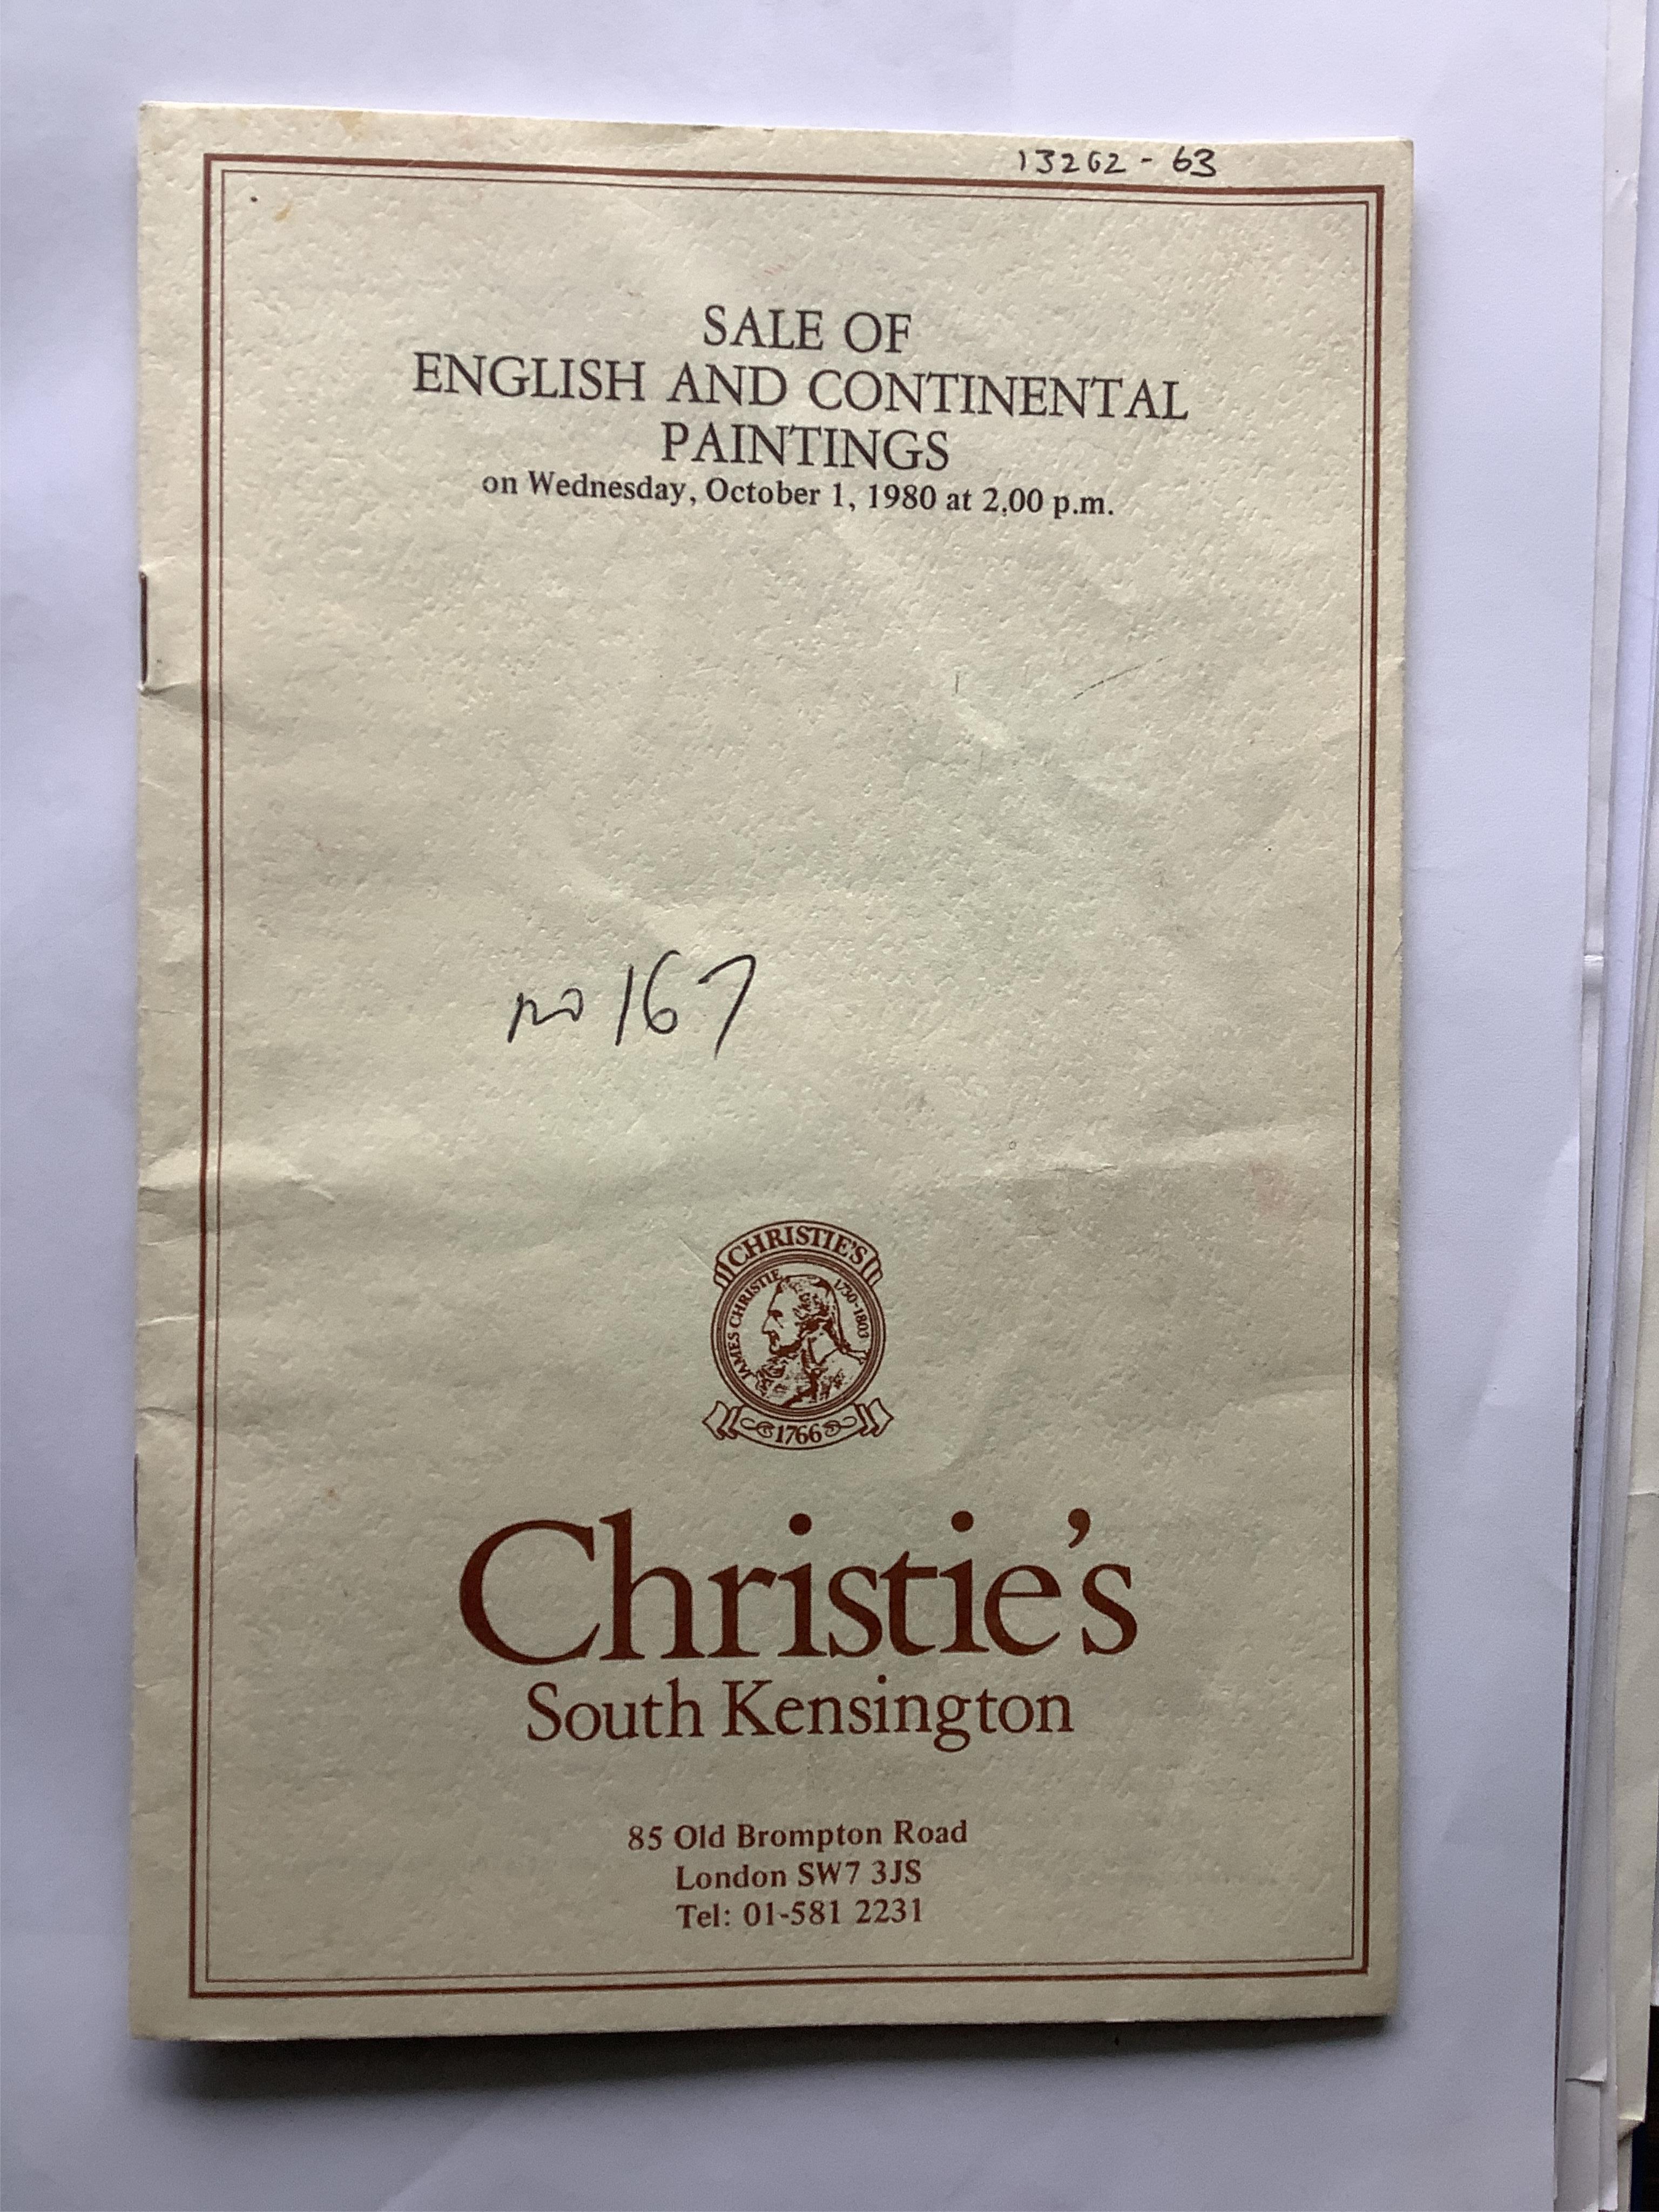 13262 - 63
SALE OF
ENGLISH AND CONTINENTAL
PAINTINGS
on Wednesday, October 1, 1980 at 2.00 p.m.
no 167
CHRISTIE'S
JAMES CHRISTIE 1730-1803
1766
Christie's
South Kensington
85 Old Brompton Road
London SW7 3JS
Tel: 01-581 2231